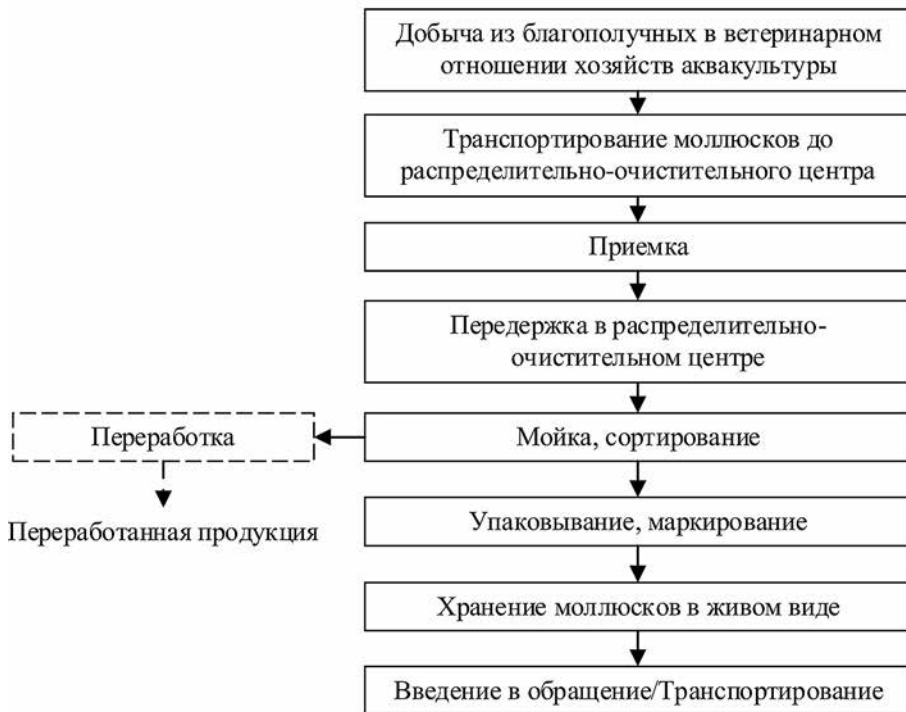 Добыча из благополучных в ветеринарном
отношении хозяйств аквакультуры
Транспортирование моллюсков до
распределительно-очистительного центра
Приемка
Передержка в распределительно-
очистительном центре
Мойка, сортирование
Переработка
Переработанная продукция
Упаковывание, маркирование
Хранение моллюсков в живом виде
Введение в обращение/Транспортирование